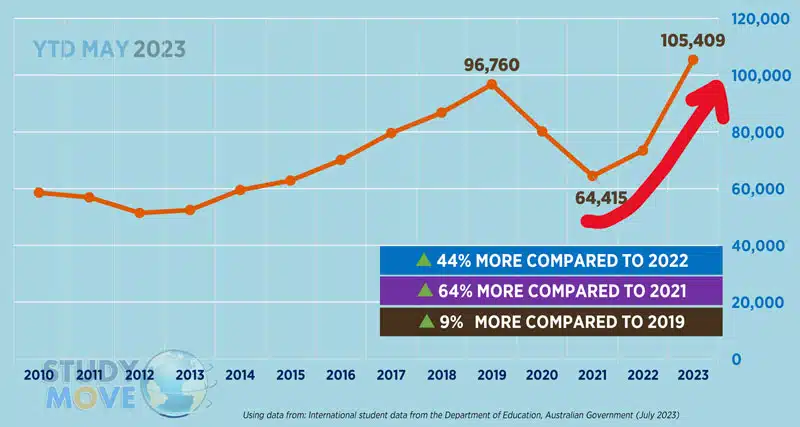 YTD MAY 2023
120,000
105,409
96,760
100,000
80,000
60,000
64,415
40,000
44% MORE COMPARED TO 2022
64% MORE COMPARED TO 2021
20,000
9% MORE COMPARED TO 2019
0
STUDY
MOVE
2010 2011 2012 2013 2014 2015 2016 2017 2018 2019 2020 2021 2022 2023
Using data from: International student data from the Department of Education, Australian Government (July 2023)